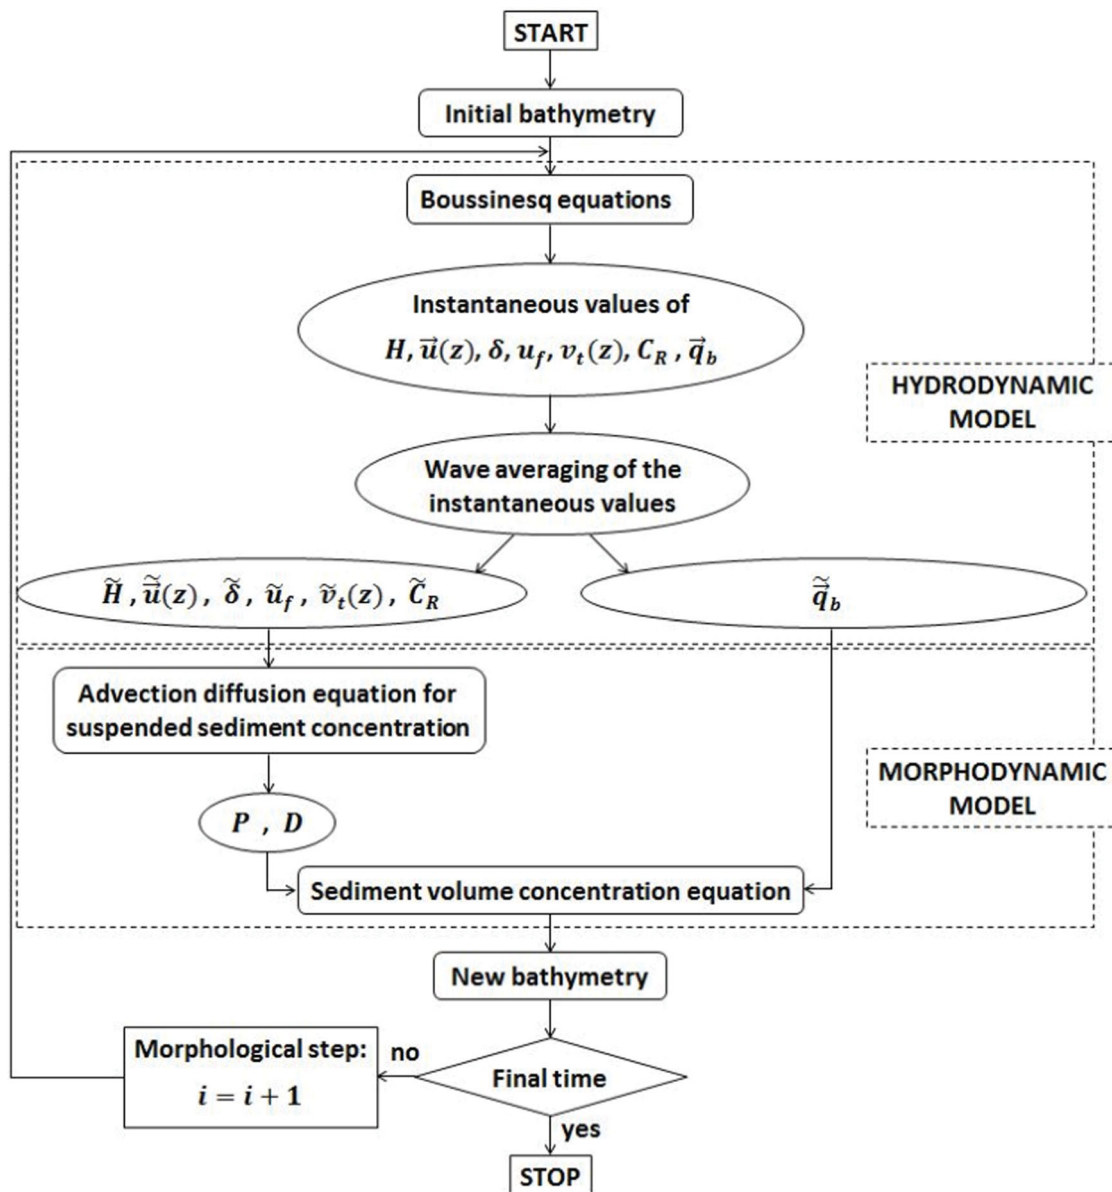 START
Initial bathymetry
Boussinesq equations
Instantaneous values of
H, u⃗(z), δ, u_f, v_t(z), C_R , q⃗_b
HYDRODYNAMIC
MODEL
Wave averaging of the
instantaneous values
H̃ , ũ⃗(z) , δ̃, ũ_f, ṽ_t(z), C̃_R
q̃⃗_b
Advection diffusion equation for
suspended sediment concentration
MORPHODYNAMIC
MODEL
P , D
Sediment volume concentration equation
New bathymetry
Morphological step:
i = i + 1
no
Final time
yes
STOP